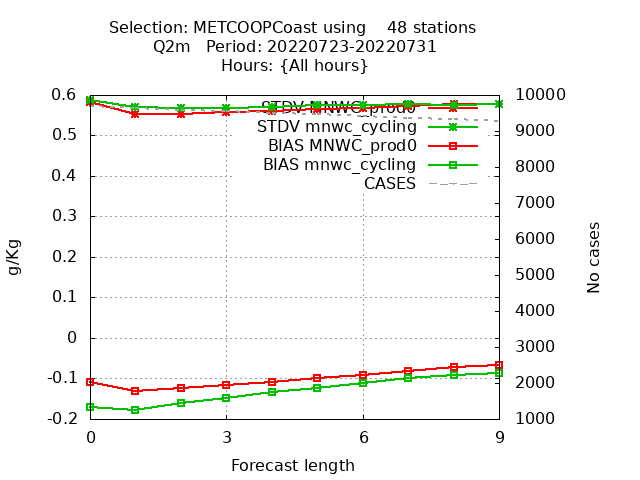 Selection: METCOOPCoast using    48 stations
Q2m   Period: 20220723-20220731
Hours: {All hours}
STDV MNWC_prod0
STDV mnwc_cycling
BIAS MNWC_prod0
BIAS mnwc_cycling
CASES
0.6
0.5
0.4
0.3
0.2
0.1
0
-0.1
-0.2
g/Kg
10000
9000
8000
7000
6000
5000
4000
3000
2000
1000
No cases
0
3
6
9
Forecast length